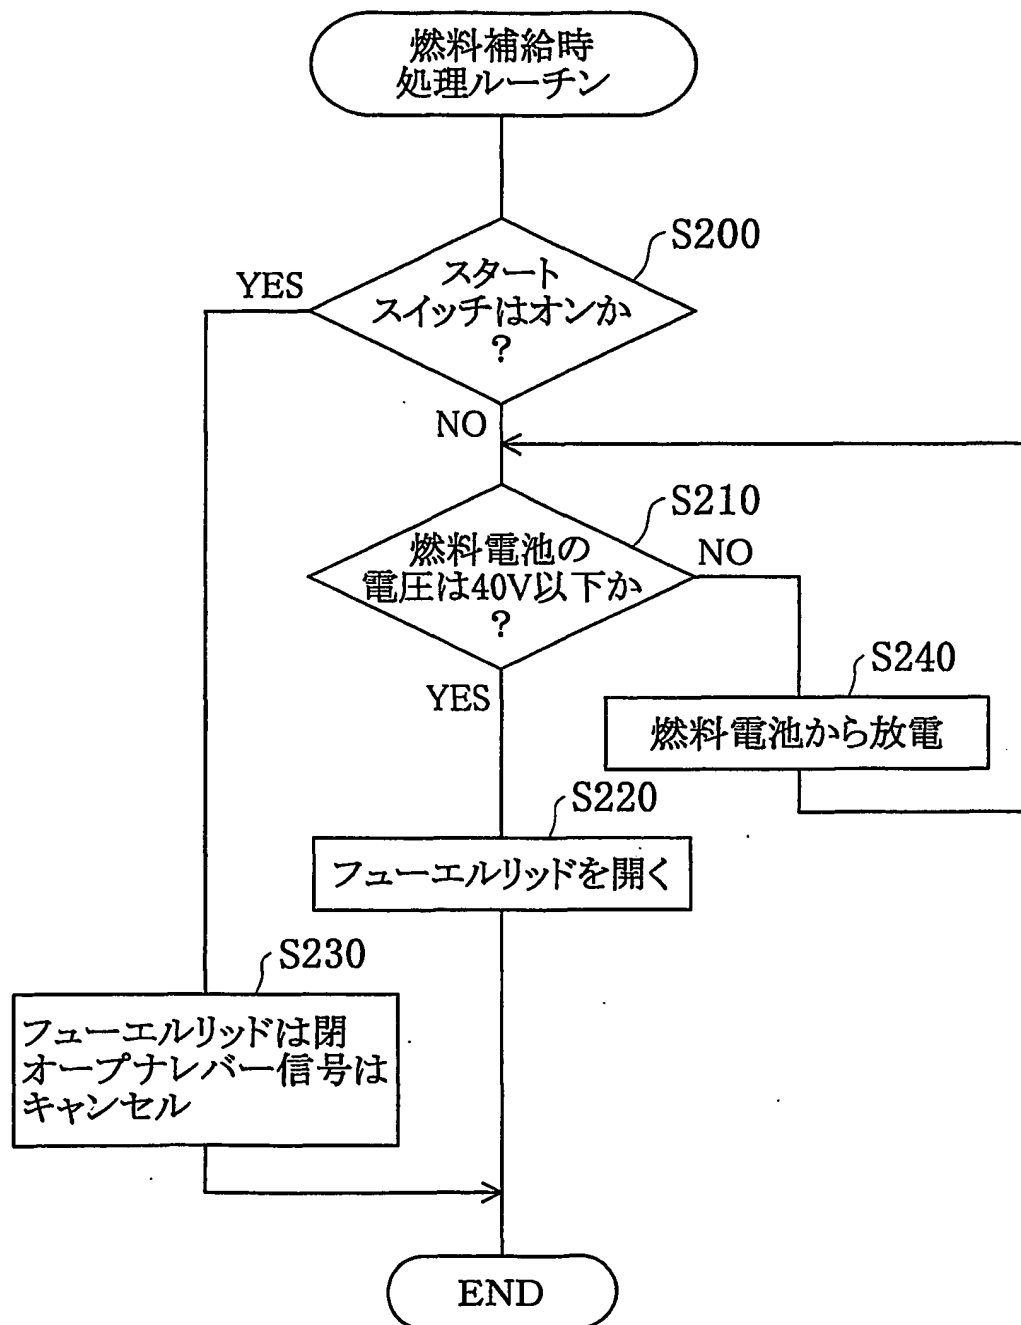 燃料補給時
処理ルーチン
S200
YES
スタート
スイッチはオンか
?
NO
S210
燃料電池の
電圧は40V以下か
?
NO
YES
S240
燃料電池から放電
S220
フューエルリッドを開く
S230
フューエルリッドは閉
オープナレバー信号は
キャンセル
END